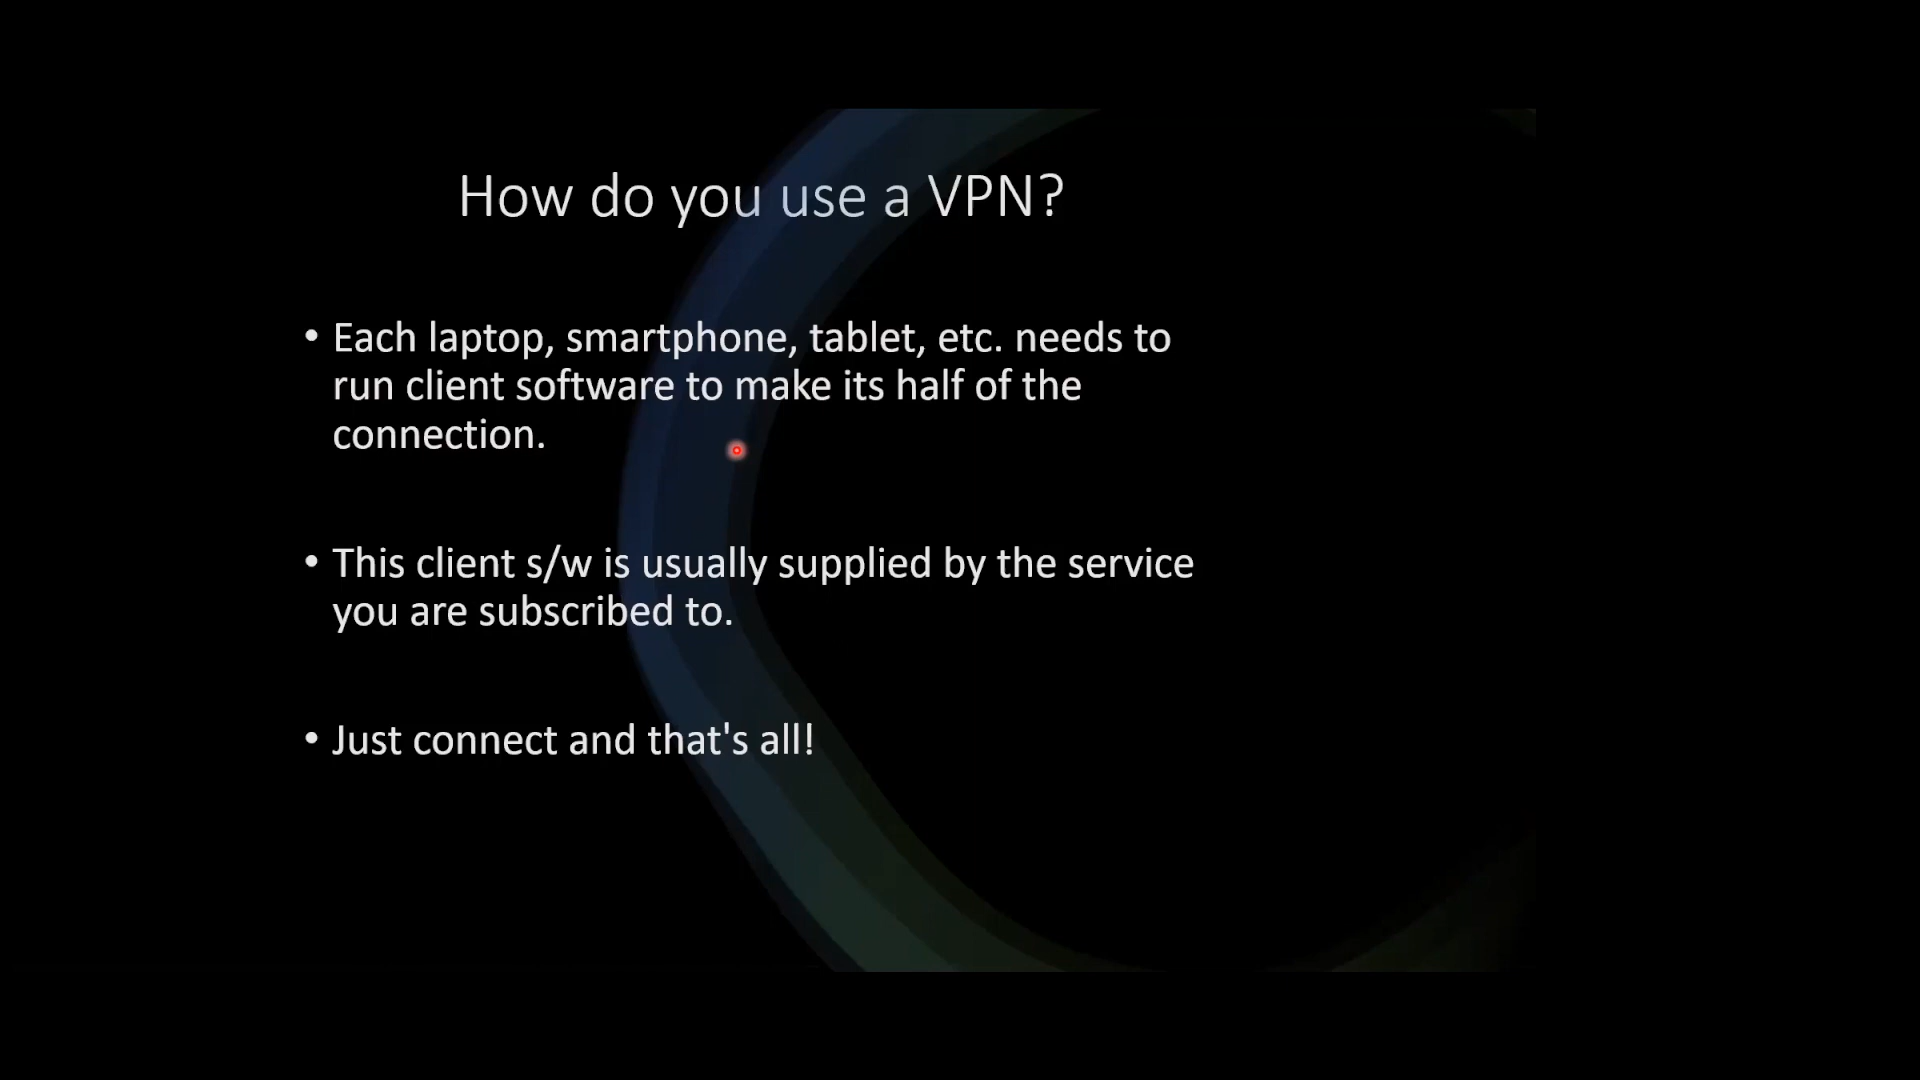 How do you use a VPN?
• Each laptop, smartphone, tablet, etc. needs to
run client software to make its half of the
connection.
• This client s/w is usually supplied by the service
you are subscribed to.
• Just connect and that's all!